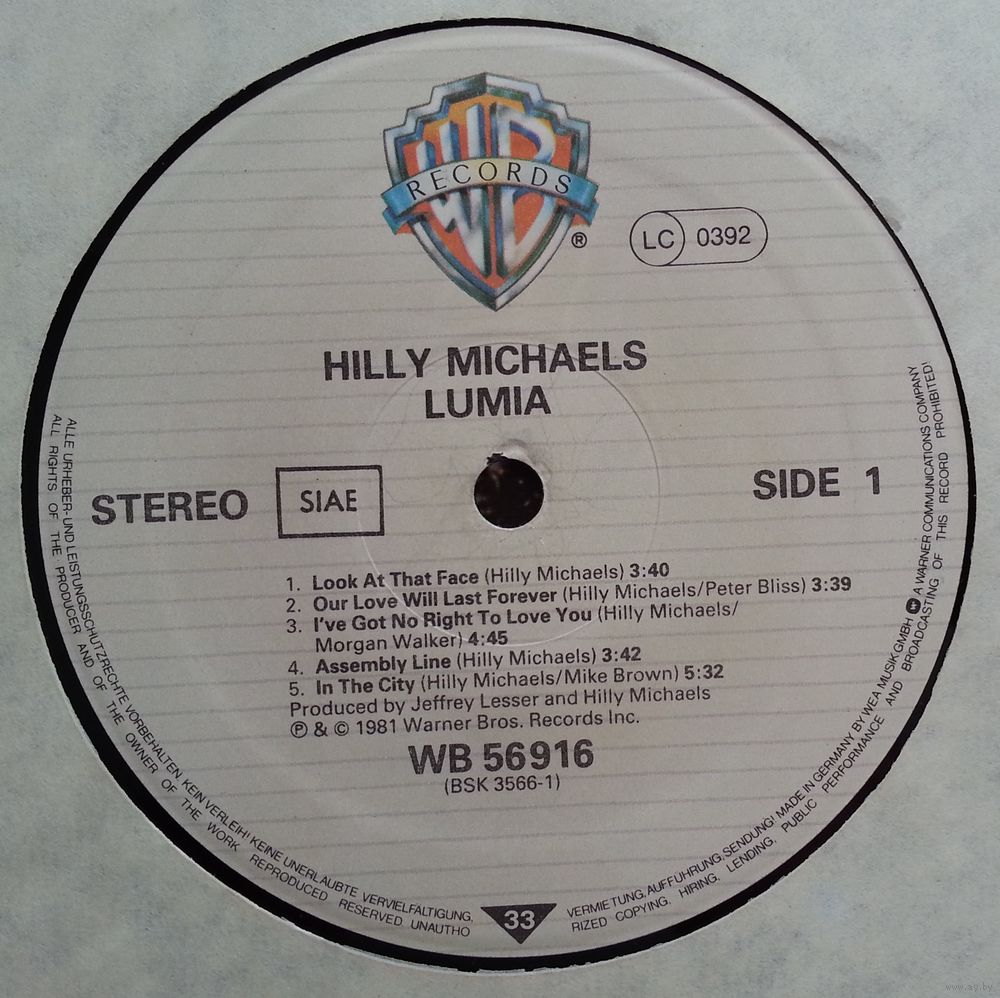 WB
RECORDS
®
LC 0392
HILLY MICHAELS
LUMIA
STEREO
SIAE
SIDE 1
1. Look At That Face (Hilly Michaels) 3:40
2. Our Love Will Last Forever (Hilly Michaels/Peter Bliss) 3:39
3. I've Got No Right To Love You (Hilly Michaels/
Morgan Walker) 4:45
4. Assembly Line (Hilly Michaels) 3:42
5. In The City (Hilly Michaels/Mike Brown) 5:32
Produced by Jeffrey Lesser and Hilly Michaels
℗ & © 1981 Warner Bros. Records Inc.
WB 56916
(BSK 3566-1)
ALLE URHEBER- UND LEISTUNGSSCHUTZRECHTE VORBEHALTEN KEIN VERLEIH! KEINE UNERLAUBTE VERVIELFÄLTIGUNG,
ALL RIGHTS OF THE PRODUCER AND OF THE OWNER OF THE WORK REPRODUCED RESERVED UNAUTHO
33
VERMIETUNG, AUFFÜHRUNG, SENDUNG! MADE IN GERMANY BY WEA MUSIK GMBH A WARNER COMMUNICATIONS COMPANY
RIZED COPYING, HIRING, LENDING, PUBLIC PERFORMANCE AND BROADCASTING OF THIS RECORD PROHIBITED!
www.ay.by